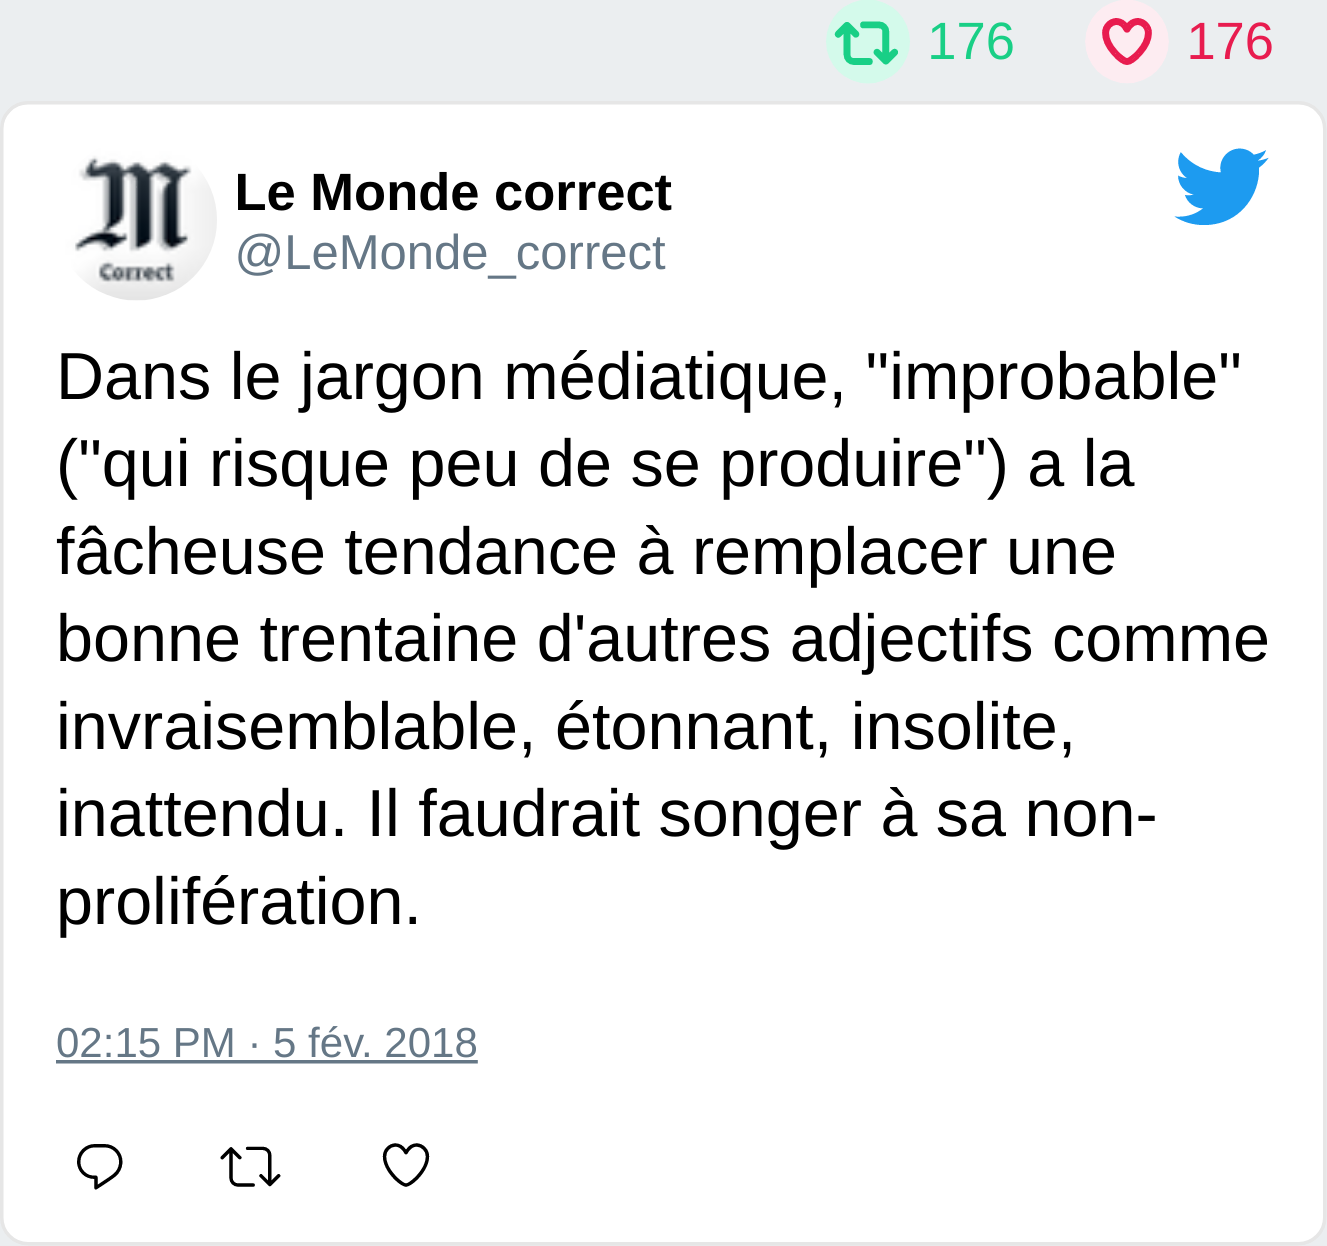 176 176
M
Correct
Le Monde correct
@LeMonde_correct
Dans le jargon médiatique, "improbable"
("qui risque peu de se produire") a la
fâcheuse tendance à remplacer une
bonne trentaine d'autres adjectifs comme
invraisemblable, étonnant, insolite,
inattendu. Il faudrait songer à sa non-
prolifération.
02:15 PM · 5 fév. 2018